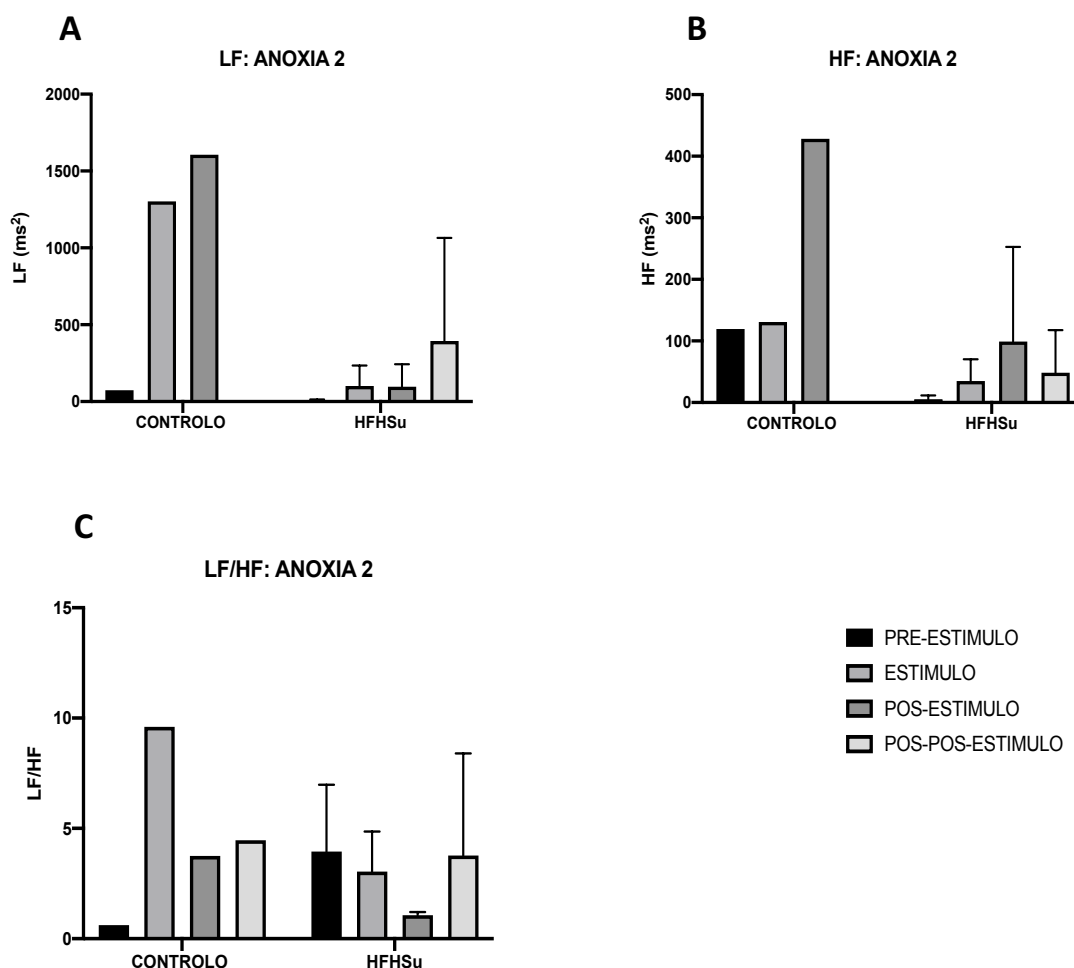 A
LF: ANOXIA 2
2000
1500
1000
500
0
LF (ms²)
CONTROLO
HFHSu
B
HF: ANOXIA 2
500
400
300
200
100
0
HF (ms²)
CONTROLO
HFHSu
C
LF/HF: ANOXIA 2
15
10
5
0
LF/HF
CONTROLO
HFHSu
PRE-ESTIMULO
ESTIMULO
POS-ESTIMULO
POS-POS-ESTIMULO